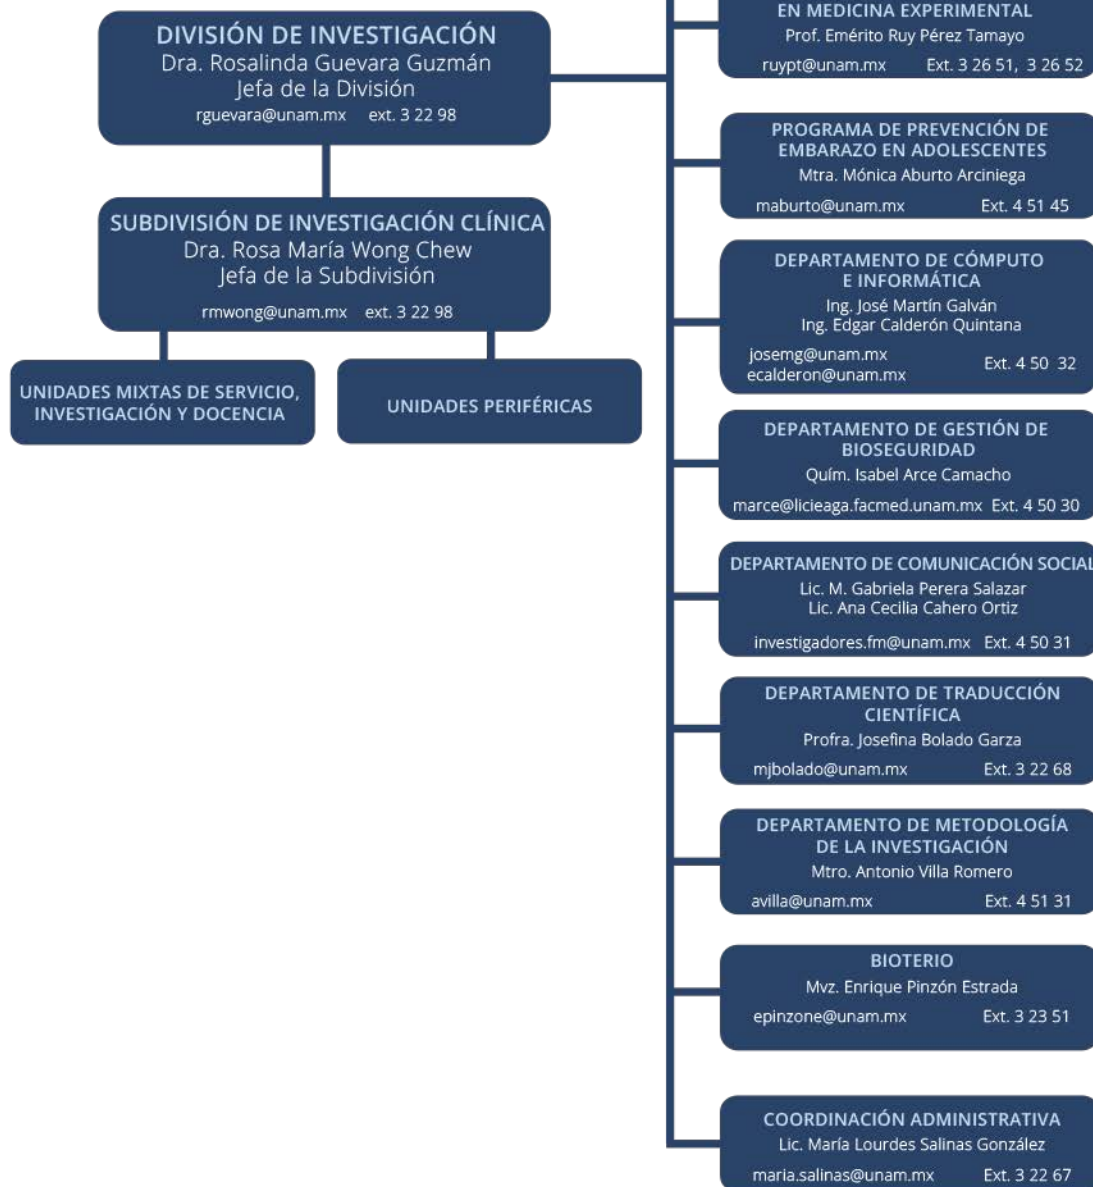 DIVISIÓN DE INVESTIGACIÓN
Dra. Rosalinda Guevara Guzmán
Jefa de la División
rguevara@unam.mx ext. 3 22 98
SUBDIVISIÓN DE INVESTIGACIÓN CLÍNICA
Dra. Rosa María Wong Chew
Jefa de la Subdivisión
rmwong@unam.mx ext. 3 22 98
UNIDADES MIXTAS DE SERVICIO,
INVESTIGACIÓN Y DOCENCIA
UNIDADES PERIFÉRICAS
EN MEDICINA EXPERIMENTAL
Prof. Emérito Ruy Pérez Tamayo
ruypt@unam.mx Ext. 3 26 51, 3 26 52
PROGRAMA DE PREVENCIÓN DE
EMBARAZO EN ADOLESCENTES
Mtra. Mónica Aburto Arciniega
maburto@unam.mx Ext. 4 51 45
DEPARTAMENTO DE CÓMPUTO
E INFORMÁTICA
Ing. José Martín Galván
Ing. Edgar Calderón Quintana
josemg@unam.mx
ecalderon@unam.mx Ext. 4 50 32
DEPARTAMENTO DE GESTIÓN DE
BIOSEGURIDAD
Quím. Isabel Arce Camacho
marce@licieaga.facmed.unam.mx Ext. 4 50 30
DEPARTAMENTO DE COMUNICACIÓN SOCIAL
Lic. M. Gabriela Perera Salazar
Lic. Ana Cecilia Cahero Ortiz
investigadores.fm@unam.mx Ext. 4 50 31
DEPARTAMENTO DE TRADUCCIÓN
CIENTÍFICA
Profra. Josefina Bolado Garza
mjbolado@unam.mx Ext. 3 22 68
DEPARTAMENTO DE METODOLOGÍA
DE LA INVESTIGACIÓN
Mtro. Antonio Villa Romero
avilla@unam.mx Ext. 4 51 31
BIOTERIO
Mvz. Enrique Pinzón Estrada
epinzone@unam.mx Ext. 3 23 51
COORDINACIÓN ADMINISTRATIVA
Lic. María Lourdes Salinas González
maria.salinas@unam.mx Ext. 3 22 67